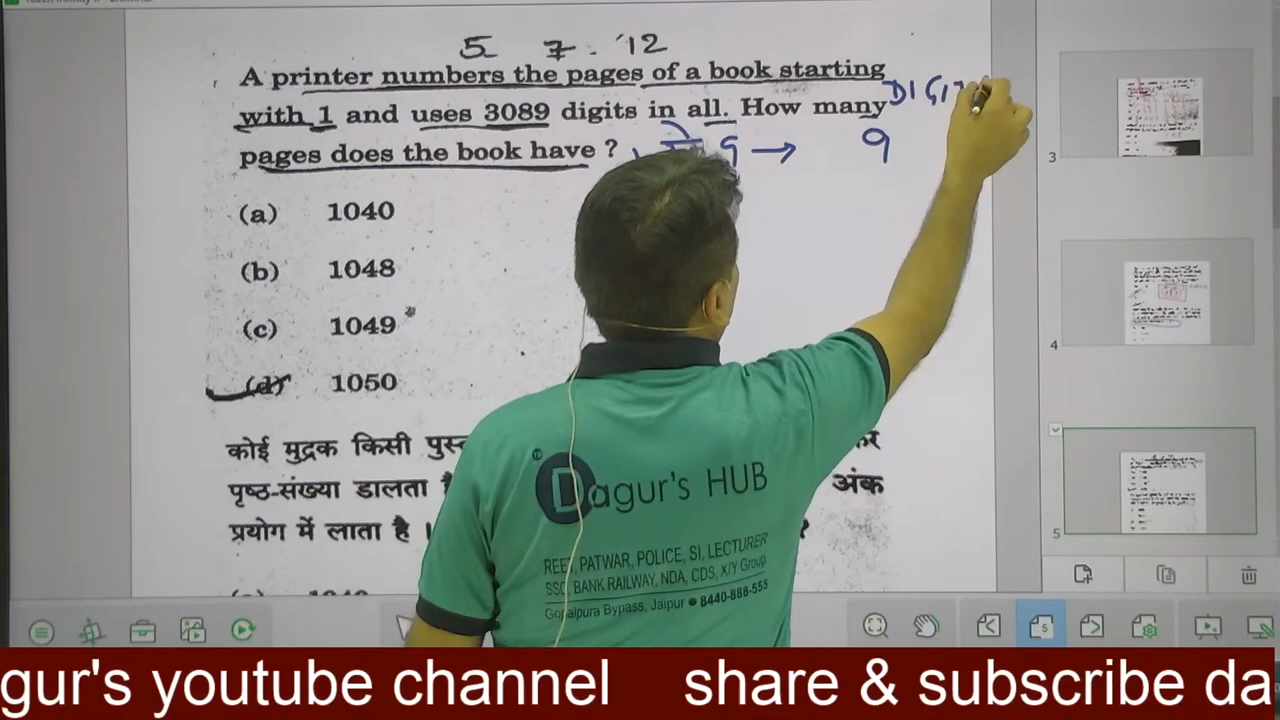 5 7 12
A printer numbers the pages of a book starting
with 1 and uses 3089 digits in all. How many
pages does the book have ?
9 → 9
(a) 1040
(b) 1048
(c) 1049
(d) 1050
कोई मुद्रक किसी
पृष्ठ-संख्या डालता
अंक
प्रयोग में लाता है ।
Dagur's HUB
REET, PATWAR, POLICE, SI, LECTURER
SSC, BANK RAILWAY, NDA, CDS, X/Y Group
Gopalpura Bypass, Jaipur 8440-888-555
3
4
5
5
gur's youtube channel share & subscribe da